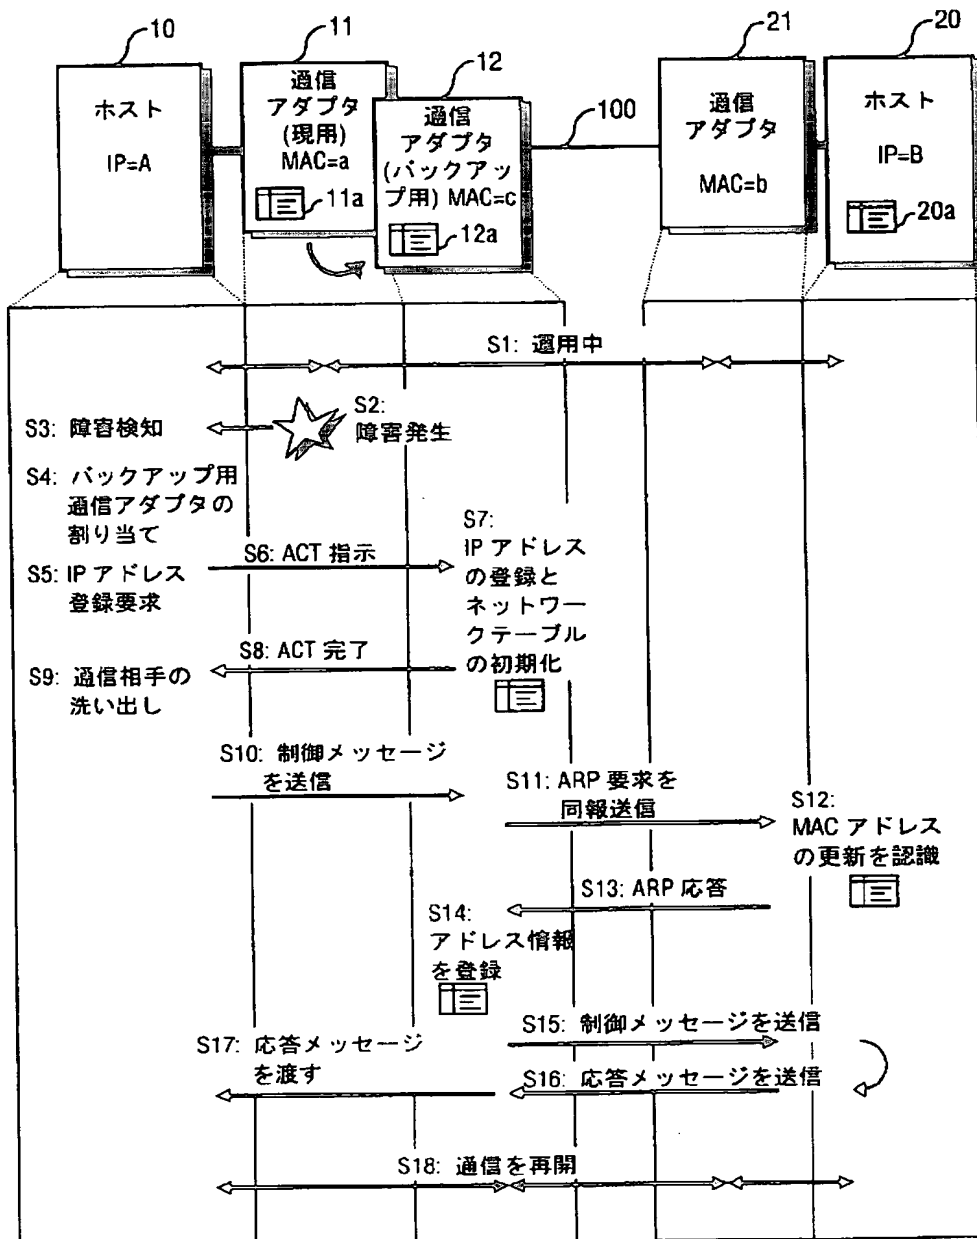 10
11
12
21
20
100
ホスト
IP=A
通信
アダプタ
(現用)
MAC=a
11a
通信
アダプタ
(バックアッ
プ用) MAC=c
12a
通信
アダプタ
MAC=b
ホスト
IP=B
20a
S1: 運用中
S2:
障害発生
S3: 障害検知
S4: バックアップ用
通信アダプタの
割り当て
S5: IP アドレス
登録要求
S6: ACT 指示
S7:
IP アドレス
の登録と
ネットワー
クテーブル
の初期化
S8: ACT 完了
S9: 通信相手の
洗い出し
S10: 制御メッセージ
を送信
S11: ARP 要求を
同報送信
S12:
MAC アドレス
の更新を認識
S13: ARP 応答
S14:
アドレス情報
を登録
S15: 制御メッセージを送信
S16: 応答メッセージを送信
S17: 応答メッセージ
を渡す
S18: 通信を再開